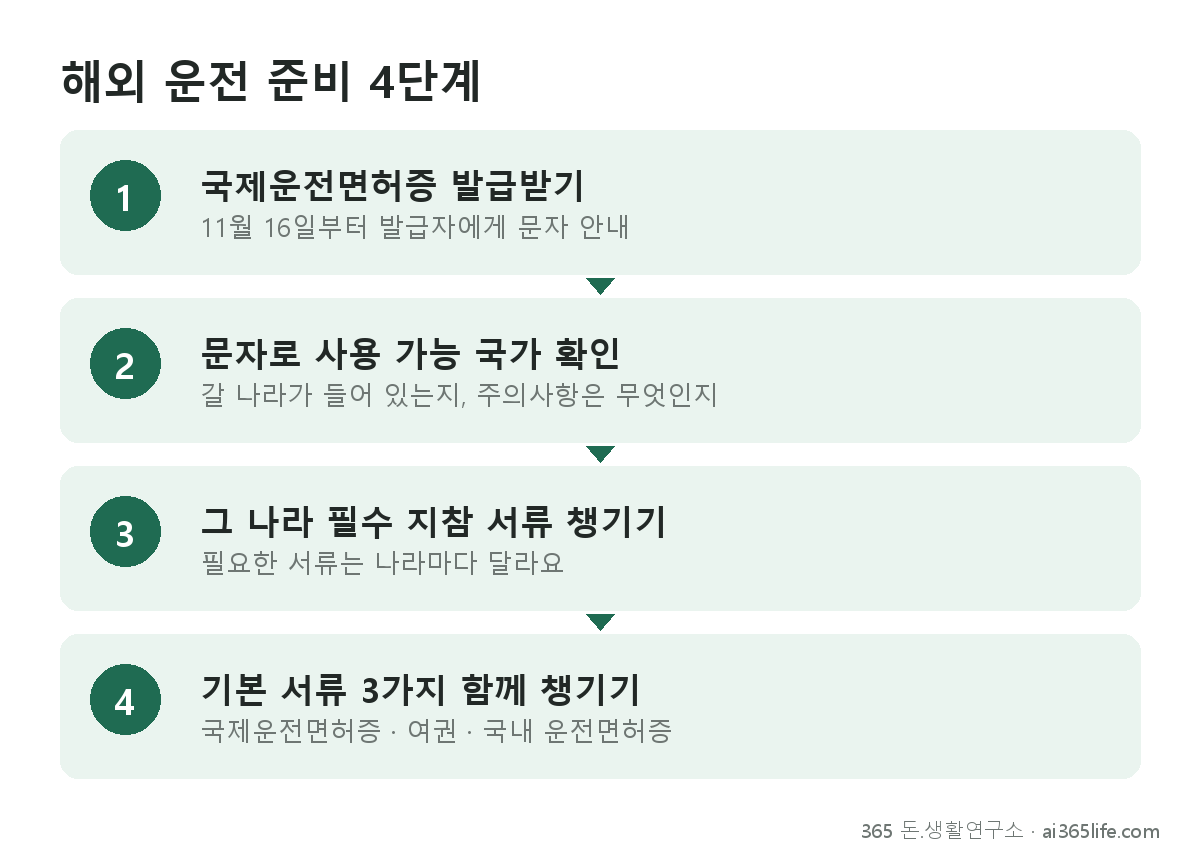 해외 운전 준비 4단계
1
국제운전면허증 발급받기
11월 16일부터 발급자에게 문자 안내
2
문자로 사용 가능 국가 확인
갈 나라가 들어 있는지, 주의사항은 무엇인지
3
그 나라 필수 지참 서류 챙기기
필요한 서류는 나라마다 달라요
4
기본 서류 3가지 함께 챙기기
국제운전면허증 · 여권 · 국내 운전면허증
365 돈.생활연구소 · ai365life.com